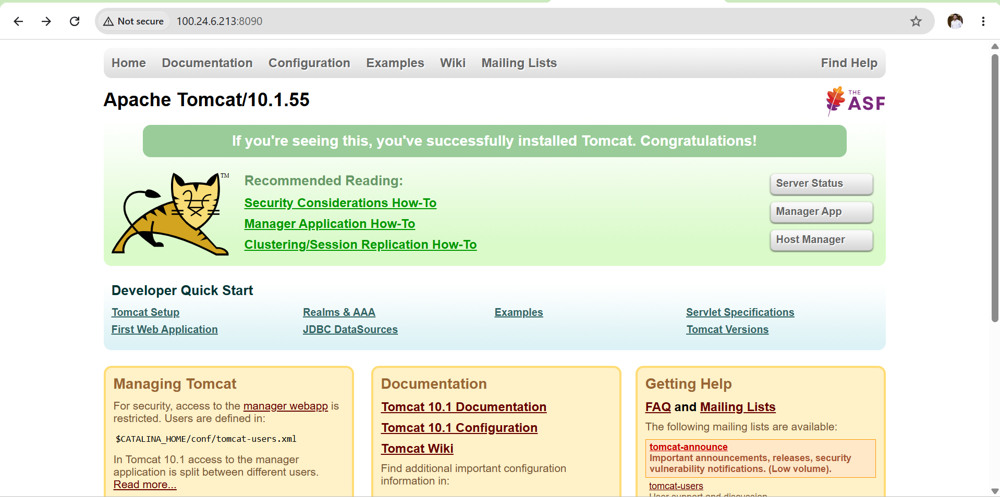 Not secure 100.24.6.213:8090
Home Documentation Configuration Examples Wiki Mailing Lists Find Help
Apache Tomcat/10.1.55
THE
ASF
If you're seeing this, you've successfully installed Tomcat. Congratulations!
TM
Recommended Reading:
Security Considerations How-To
Manager Application How-To
Clustering/Session Replication How-To
Server Status
Manager App
Host Manager
Developer Quick Start
Tomcat Setup
First Web Application
Realms & AAA
JDBC DataSources
Examples
Servlet Specifications
Tomcat Versions
Managing Tomcat
For security, access to the manager webapp is
restricted. Users are defined in:
$CATALINA_HOME/conf/tomcat-users.xml
In Tomcat 10.1 access to the manager
application is split between different users.
Read more...
Documentation
Tomcat 10.1 Documentation
Tomcat 10.1 Configuration
Tomcat Wiki
Find additional important configuration
information in:
Getting Help
FAQ and Mailing Lists
The following mailing lists are available:
tomcat-announce
Important announcements, releases, security
vulnerability notifications. (Low volume).
tomcat-users
User support and discussion